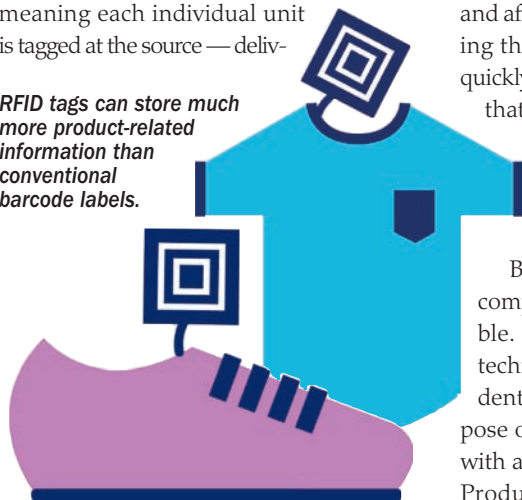 meaning each individual unit
is tagged at the source — deliv-
RFID tags can store much
more product-related
information than
conventional
barcode labels.
and af
ing th
quickly
that
B
comp
ble.
tech
dent
pose o
with a
Produ